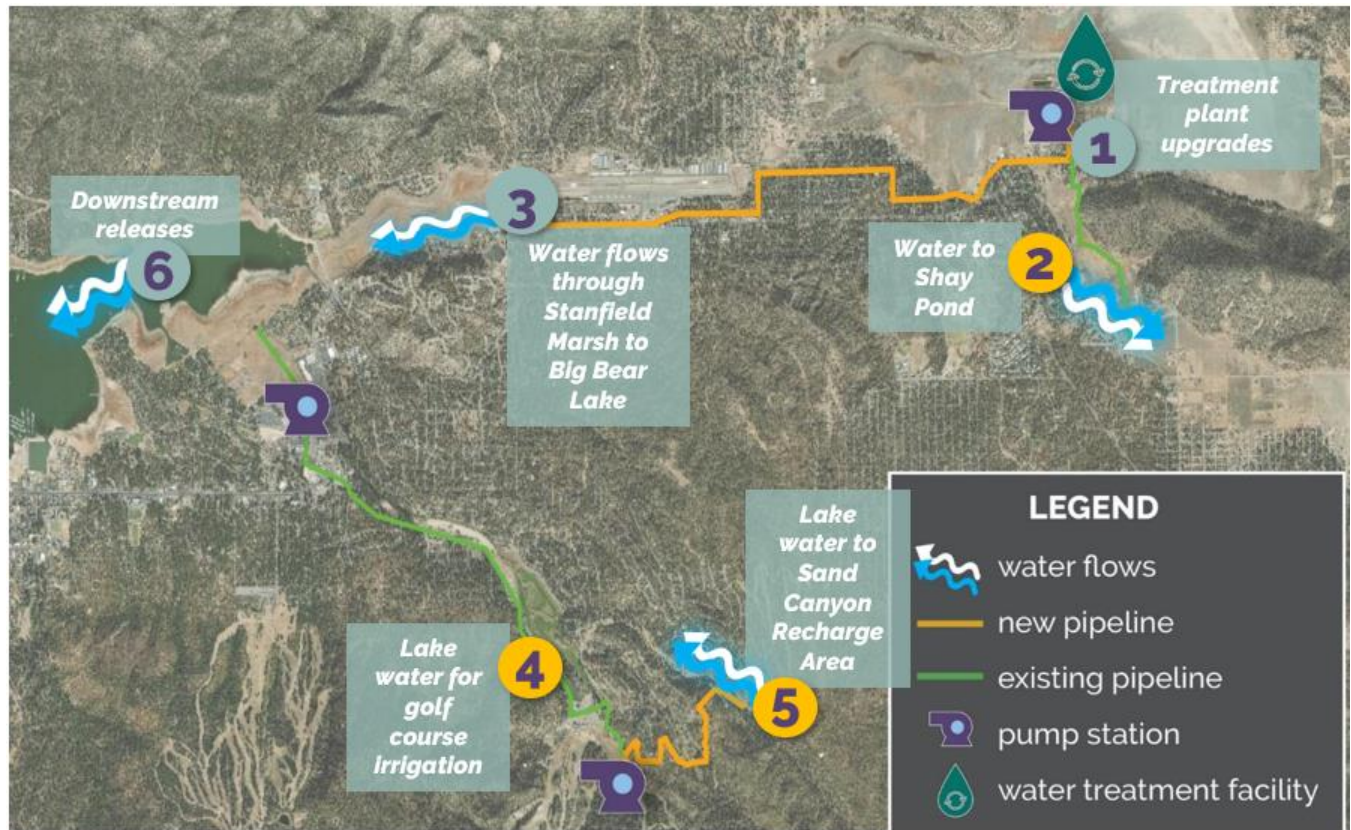 Treatment
plant
upgrades
1
Downstream
releases
6
3
Water flows
through
Stanfield
Marsh to
Big Bear
Lake
Water to
Shay
Pond
2
Lake
water to
Sand
Canyon
Recharge
Area
5
Lake
water for
golf
course
irrigation
4
LEGEND
water flows
new pipeline
existing pipeline
pump station
water treatment facility